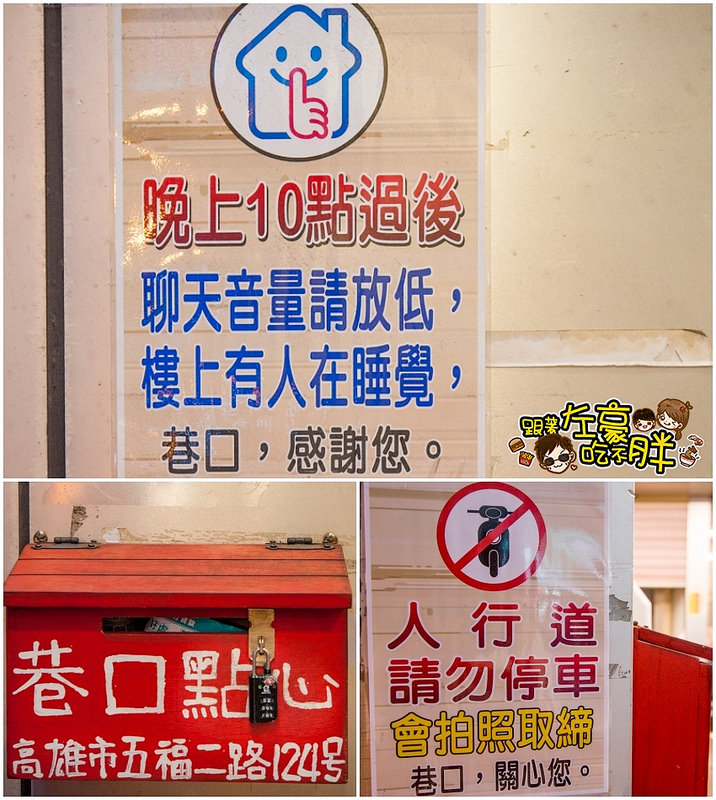 晚上10點過後
聊天音量請放低，
樓上有人在睡覺，
巷口，感謝您。
跟著左豪
吃不胖
巷口點心
高雄市五福二路124号
人行道
請勿停車
會拍照取締
巷口，關心您。